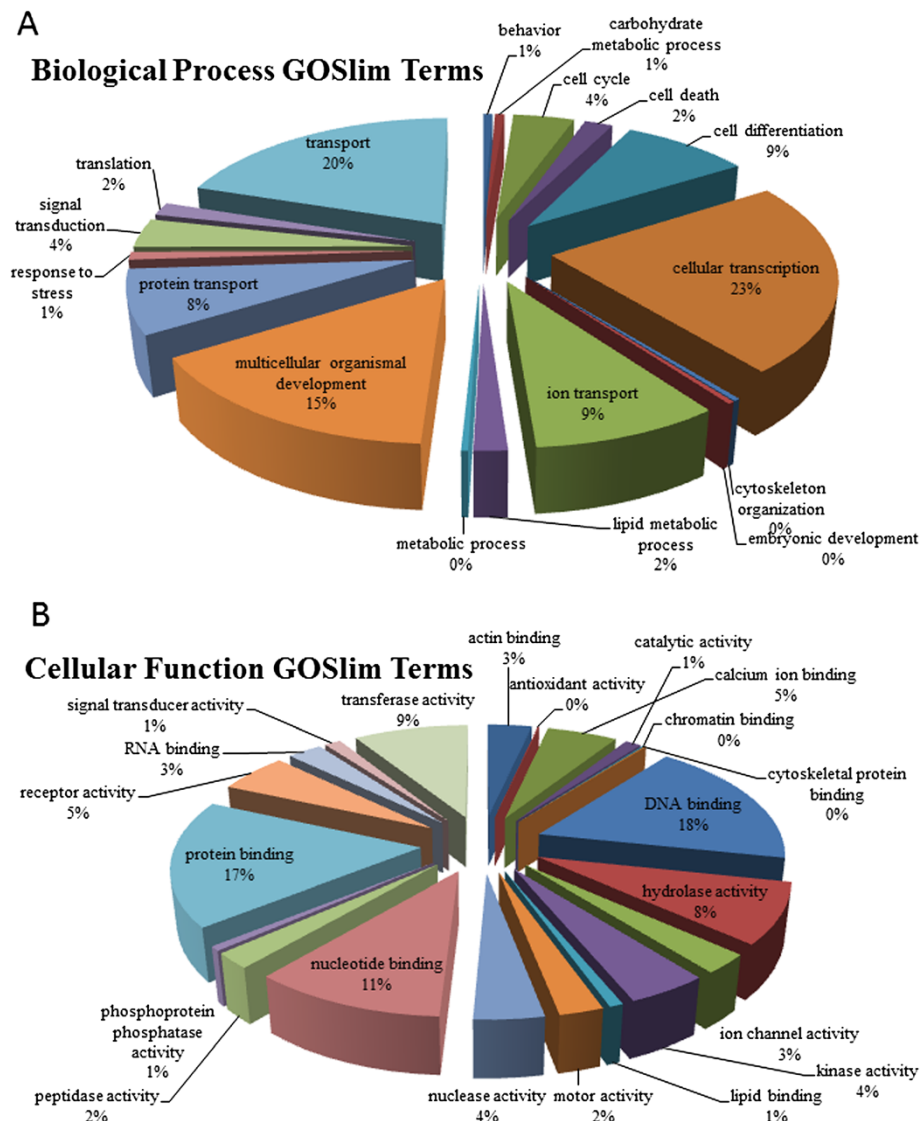 A
Biological Process GOSlim Terms
behavior
1%
carbohydrate
metabolic process
1%
cell cycle
4%
cell death
2%
cell differentiation
9%
cellular transcription
23%
cytoskeleton
organization
0%
embryonic development
0%
ion transport
9%
lipid metabolic
process
2%
metabolic process
0%
multicellular organismal
development
15%
protein transport
8%
response to
stress
1%
signal
transduction
4%
translation
2%
transport
20%
B
Cellular Function GOSlim Terms
actin binding
3%
antioxidant activity
0%
calcium ion binding
5%
catalytic activity
1%
chromatin binding
0%
cytoskeletal protein
binding
0%
DNA binding
18%
hydrolase activity
8%
ion channel activity
3%
kinase activity
4%
lipid binding
1%
motor activity
2%
nuclease activity
4%
nucleotide binding
11%
peptidase activity
2%
phosphoprotein
phosphatase
activity
1%
protein binding
17%
receptor activity
5%
RNA binding
3%
signal transducer activity
1%
transferase activity
9%